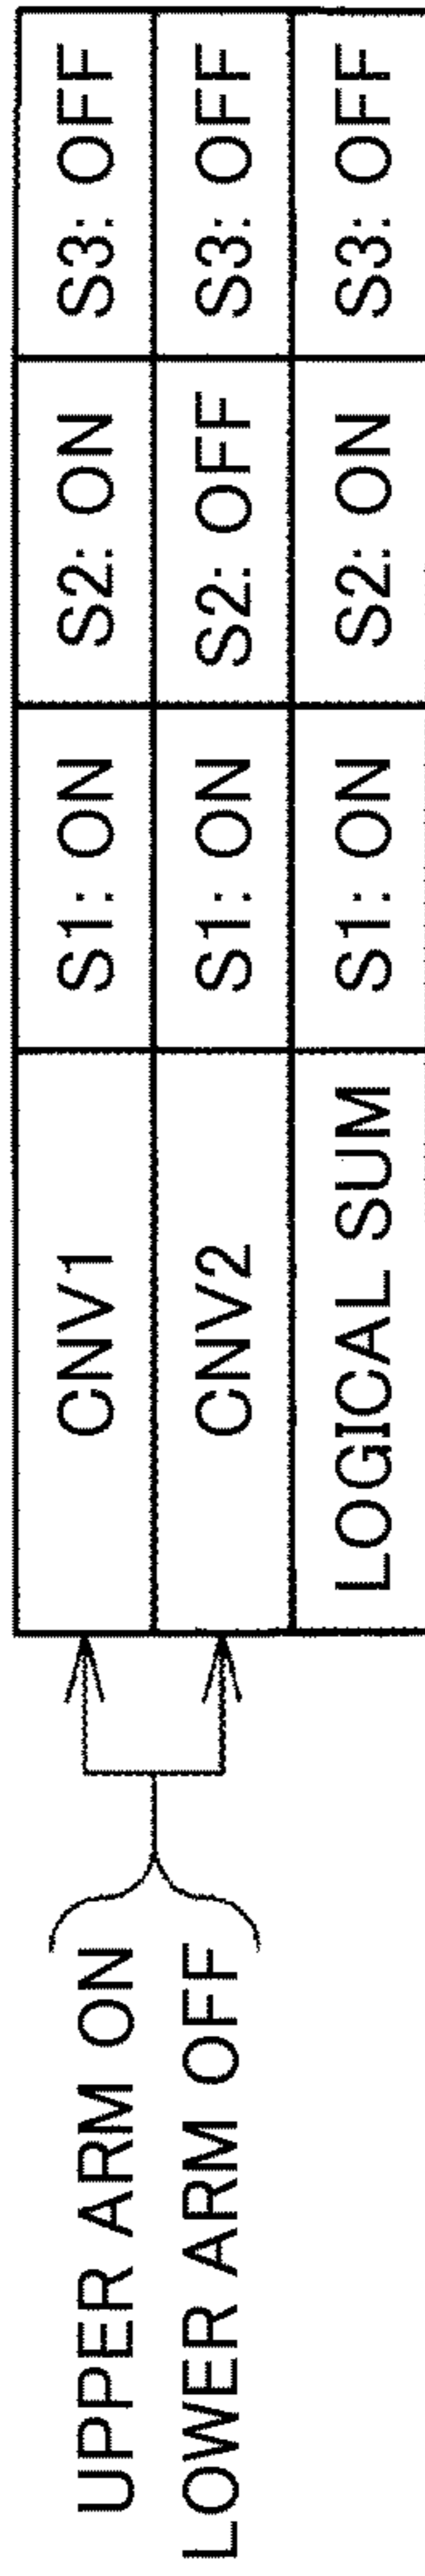 UPPER ARM ON
LOWER ARM OFF
CNV1 S1: ON S2: ON S3: OFF
CNV2 S1: ON S2: OFF S3: OFF
LOGICAL SUM S1: ON S2: ON S3: OFF